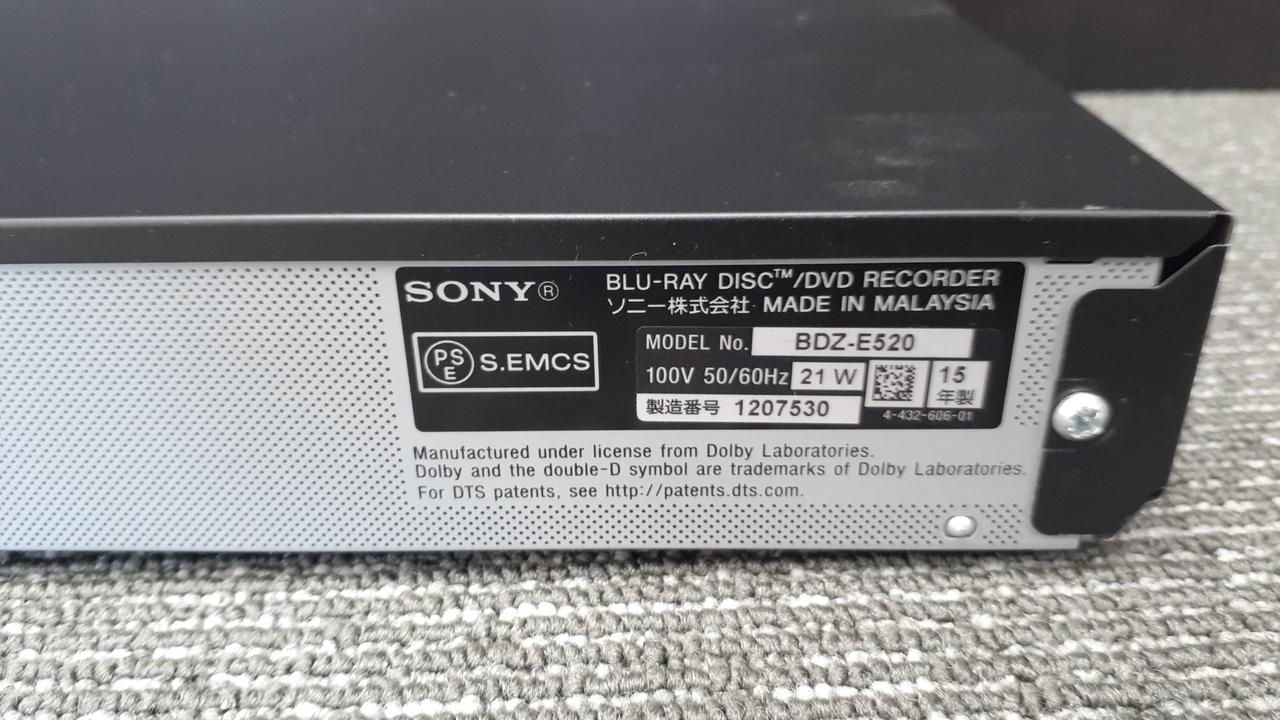 SONY®
BLU-RAY DISC™/DVD RECORDER
ソニー株式会社 MADE IN MALAYSIA
PSE S.EMCS
MODEL No. BDZ-E520
100V 50/60Hz 21 W
15年製
製造番号 1207530
4-432-606-01
Manufactured under license from Dolby Laboratories.
Dolby and the double-D symbol are trademarks of Dolby Laboratories.
For DTS patents, see http://patents.dts.com.